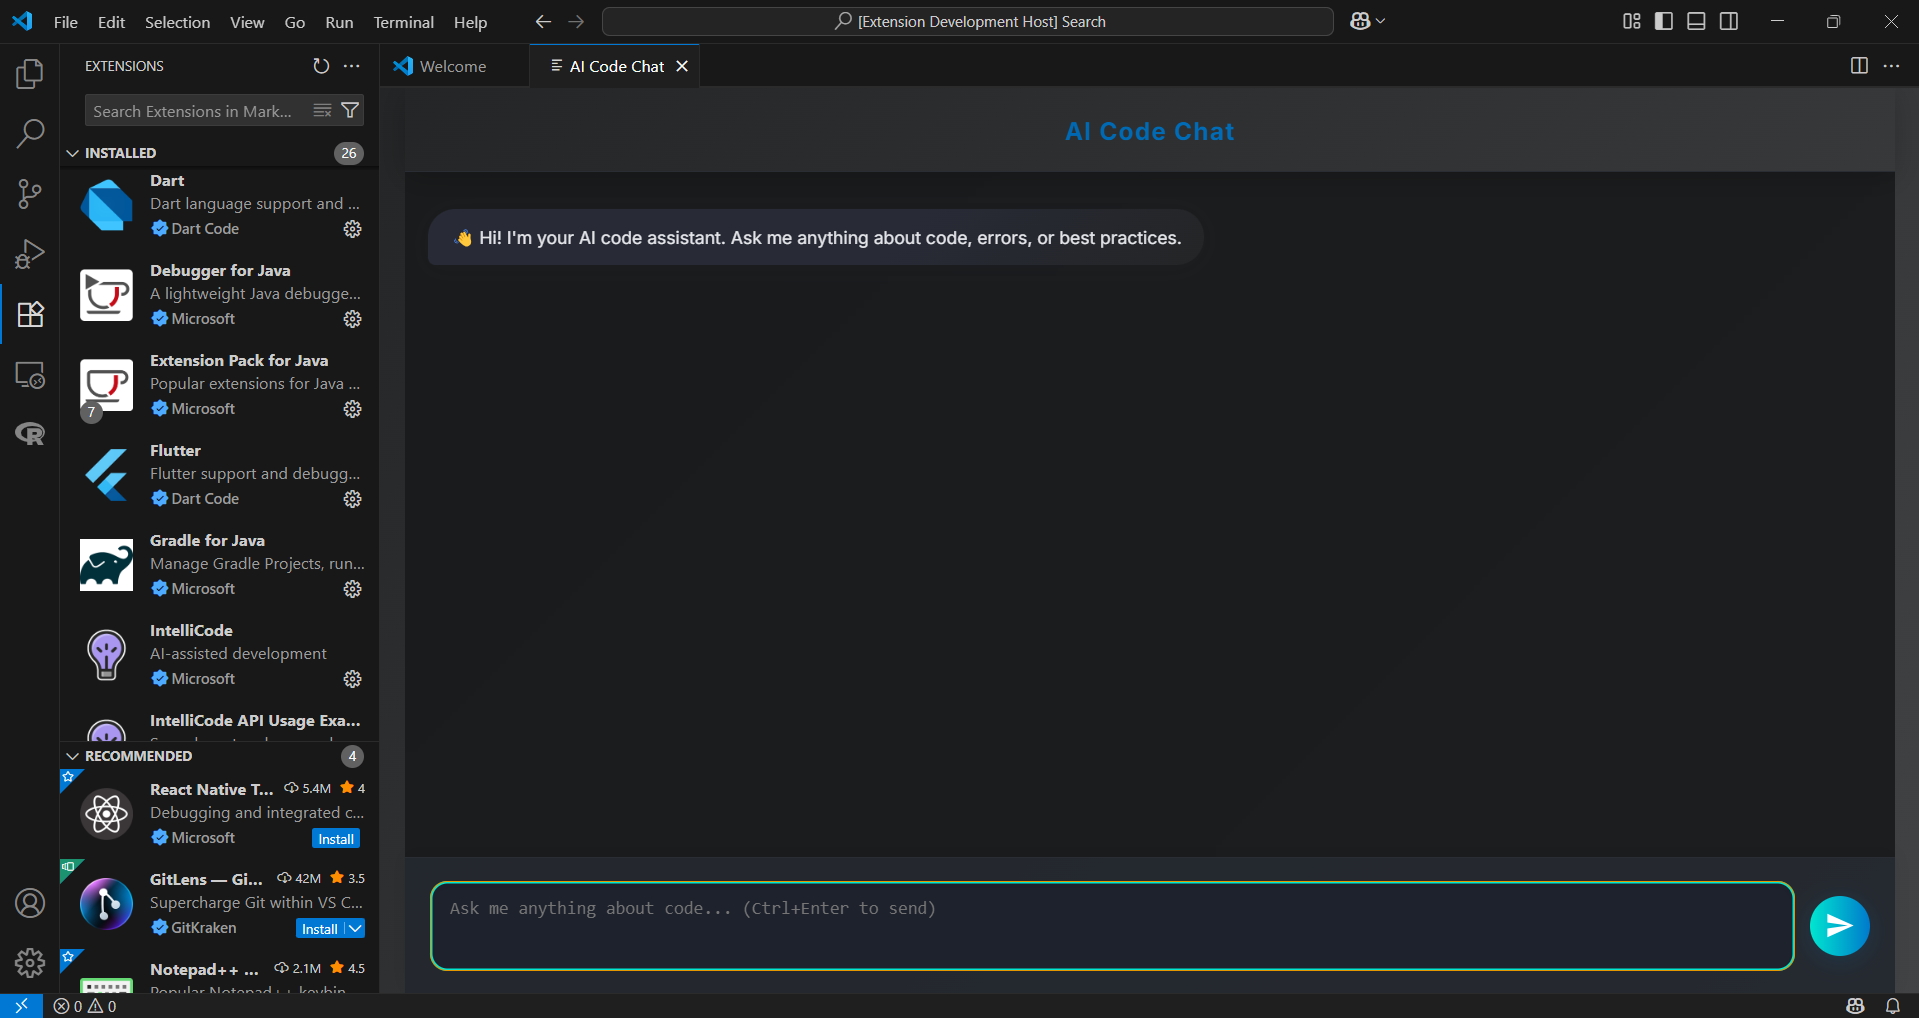 File Edit Selection View Go Run Terminal Help
[Extension Development Host] Search
EXTENSIONS
Search Extensions in Mark...
INSTALLED 26
Dart
Dart language support and ...
Dart Code
Debugger for Java
A lightweight Java debugge...
Microsoft
Extension Pack for Java
Popular extensions for Java ...
7
Microsoft
Flutter
Flutter support and debugg...
Dart Code
Gradle for Java
Manage Gradle Projects, run...
Microsoft
IntelliCode
AI-assisted development
Microsoft
IntelliCode API Usage Exa...
RECOMMENDED 4
React Native T... 5.4M 4
Debugging and integrated c...
Microsoft Install
GitLens — Gi... 42M 3.5
Supercharge Git within VS C...
GitKraken Install
Notepad++ ... 2.1M 4.5
Popular Notepad++ keybin...
0 0
Welcome
AI Code Chat
AI Code Chat
👋 Hi! I'm your AI code assistant. Ask me anything about code, errors, or best practices.
Ask me anything about code... (Ctrl+Enter to send)